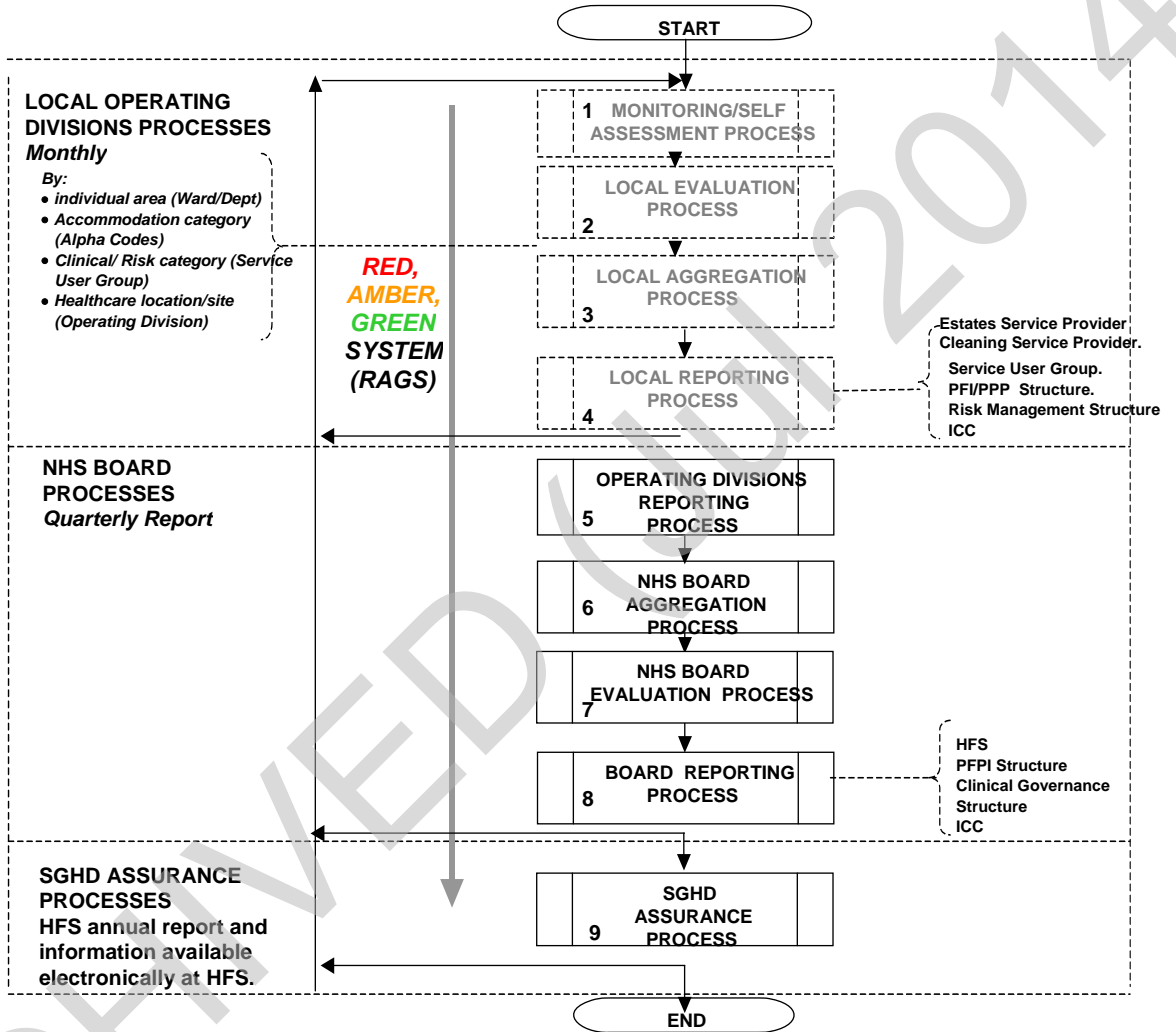 START
LOCAL OPERATING
DIVISIONS PROCESSES
Monthly
By:
• individual area (Ward/Dept)
• Accommodation category
(Alpha Codes)
• Clinical/ Risk category (Service
User Group)
• Healthcare location/site
(Operating Division)
RED,
AMBER,
GREEN
SYSTEM
(RAGS)
1 MONITORING/SELF
ASSESSMENT PROCESS
LOCAL EVALUATION
PROCESS
2
LOCAL AGGREGATION
PROCESS
3
LOCAL REPORTING
PROCESS
4
Estates Service Provider
Cleaning Service Provider.
Service User Group.
PFI/PPP Structure.
Risk Management Structure
ICC
NHS BOARD
PROCESSES
Quarterly Report
OPERATING DIVISIONS
REPORTING
5 PROCESS
NHS BOARD
6 AGGREGATION
PROCESS
NHS BOARD
EVALUATION PROCESS
7
BOARD REPORTING
8 PROCESS
HFS
PFPI Structure
Clinical Governance
Structure
ICC
SGHD ASSURANCE
PROCESSES
HFS annual report and
information available
electronically at HFS.
SGHD
ASSURANCE
9 PROCESS
END
CHIVED (Jul 2014